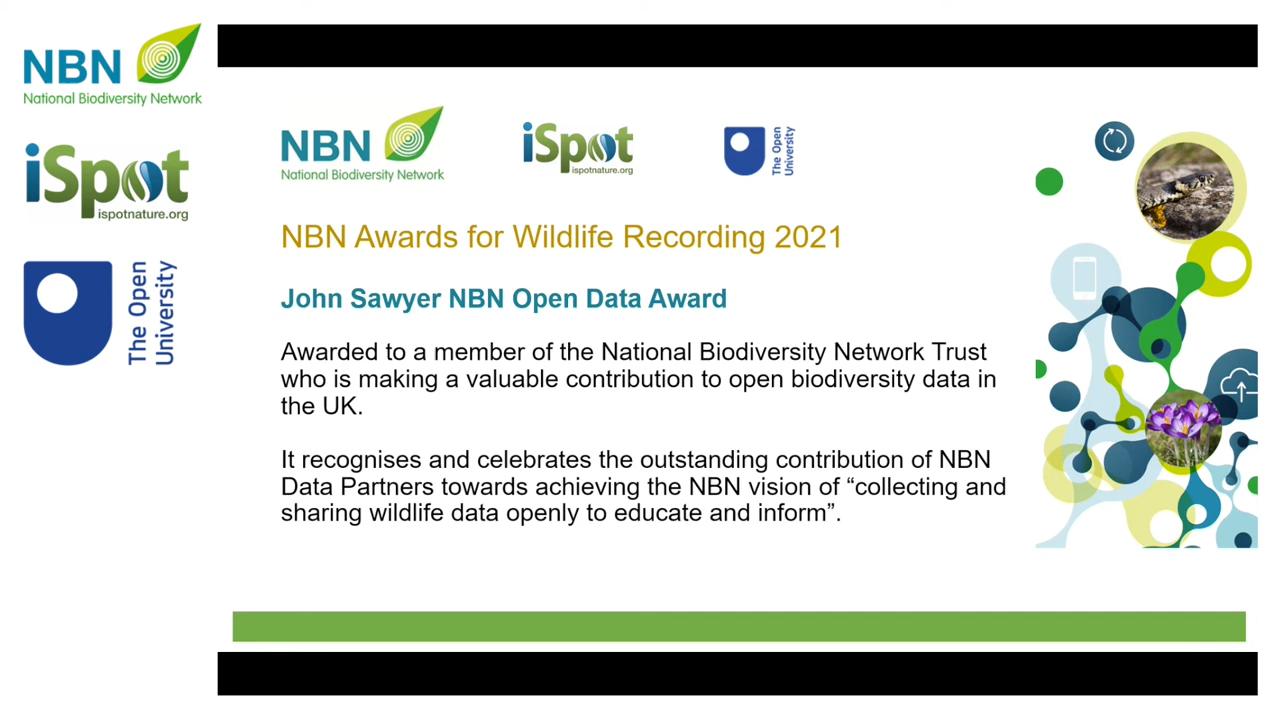 NBN
National Biodiversity Network
iSpot
ispotnature.org
The Open
University
NBN
National Biodiversity Network
iSpot
ispotnature.org
The Open
University
NBN Awards for Wildlife Recording 2021
John Sawyer NBN Open Data Award
Awarded to a member of the National Biodiversity Network Trust
who is making a valuable contribution to open biodiversity data in
the UK.
It recognises and celebrates the outstanding contribution of NBN
Data Partners towards achieving the NBN vision of “collecting and
sharing wildlife data openly to educate and inform”.